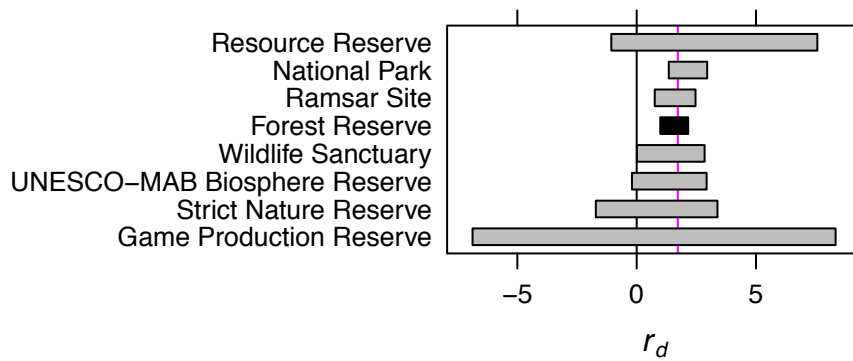 Resource Reserve
National Park
Ramsar Site
Forest Reserve
Wildlife Sanctuary
UNESCO−MAB Biosphere Reserve
Strict Nature Reserve
Game Production Reserve
−5 0 5
r_d